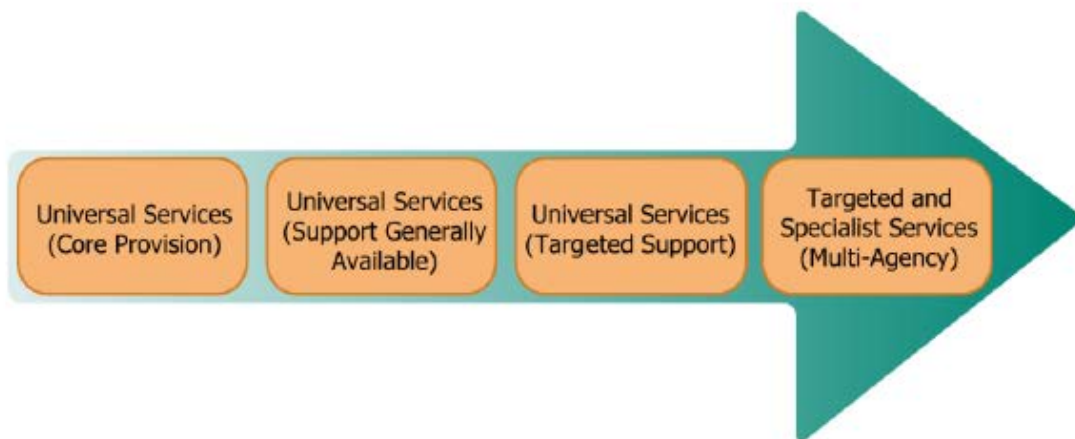 Universal Services
(Core Provision)
Universal Services
(Support Generally
Available)
Universal Services
(Targeted Support)
Targeted and
Specialist Services
(Multi-Agency)